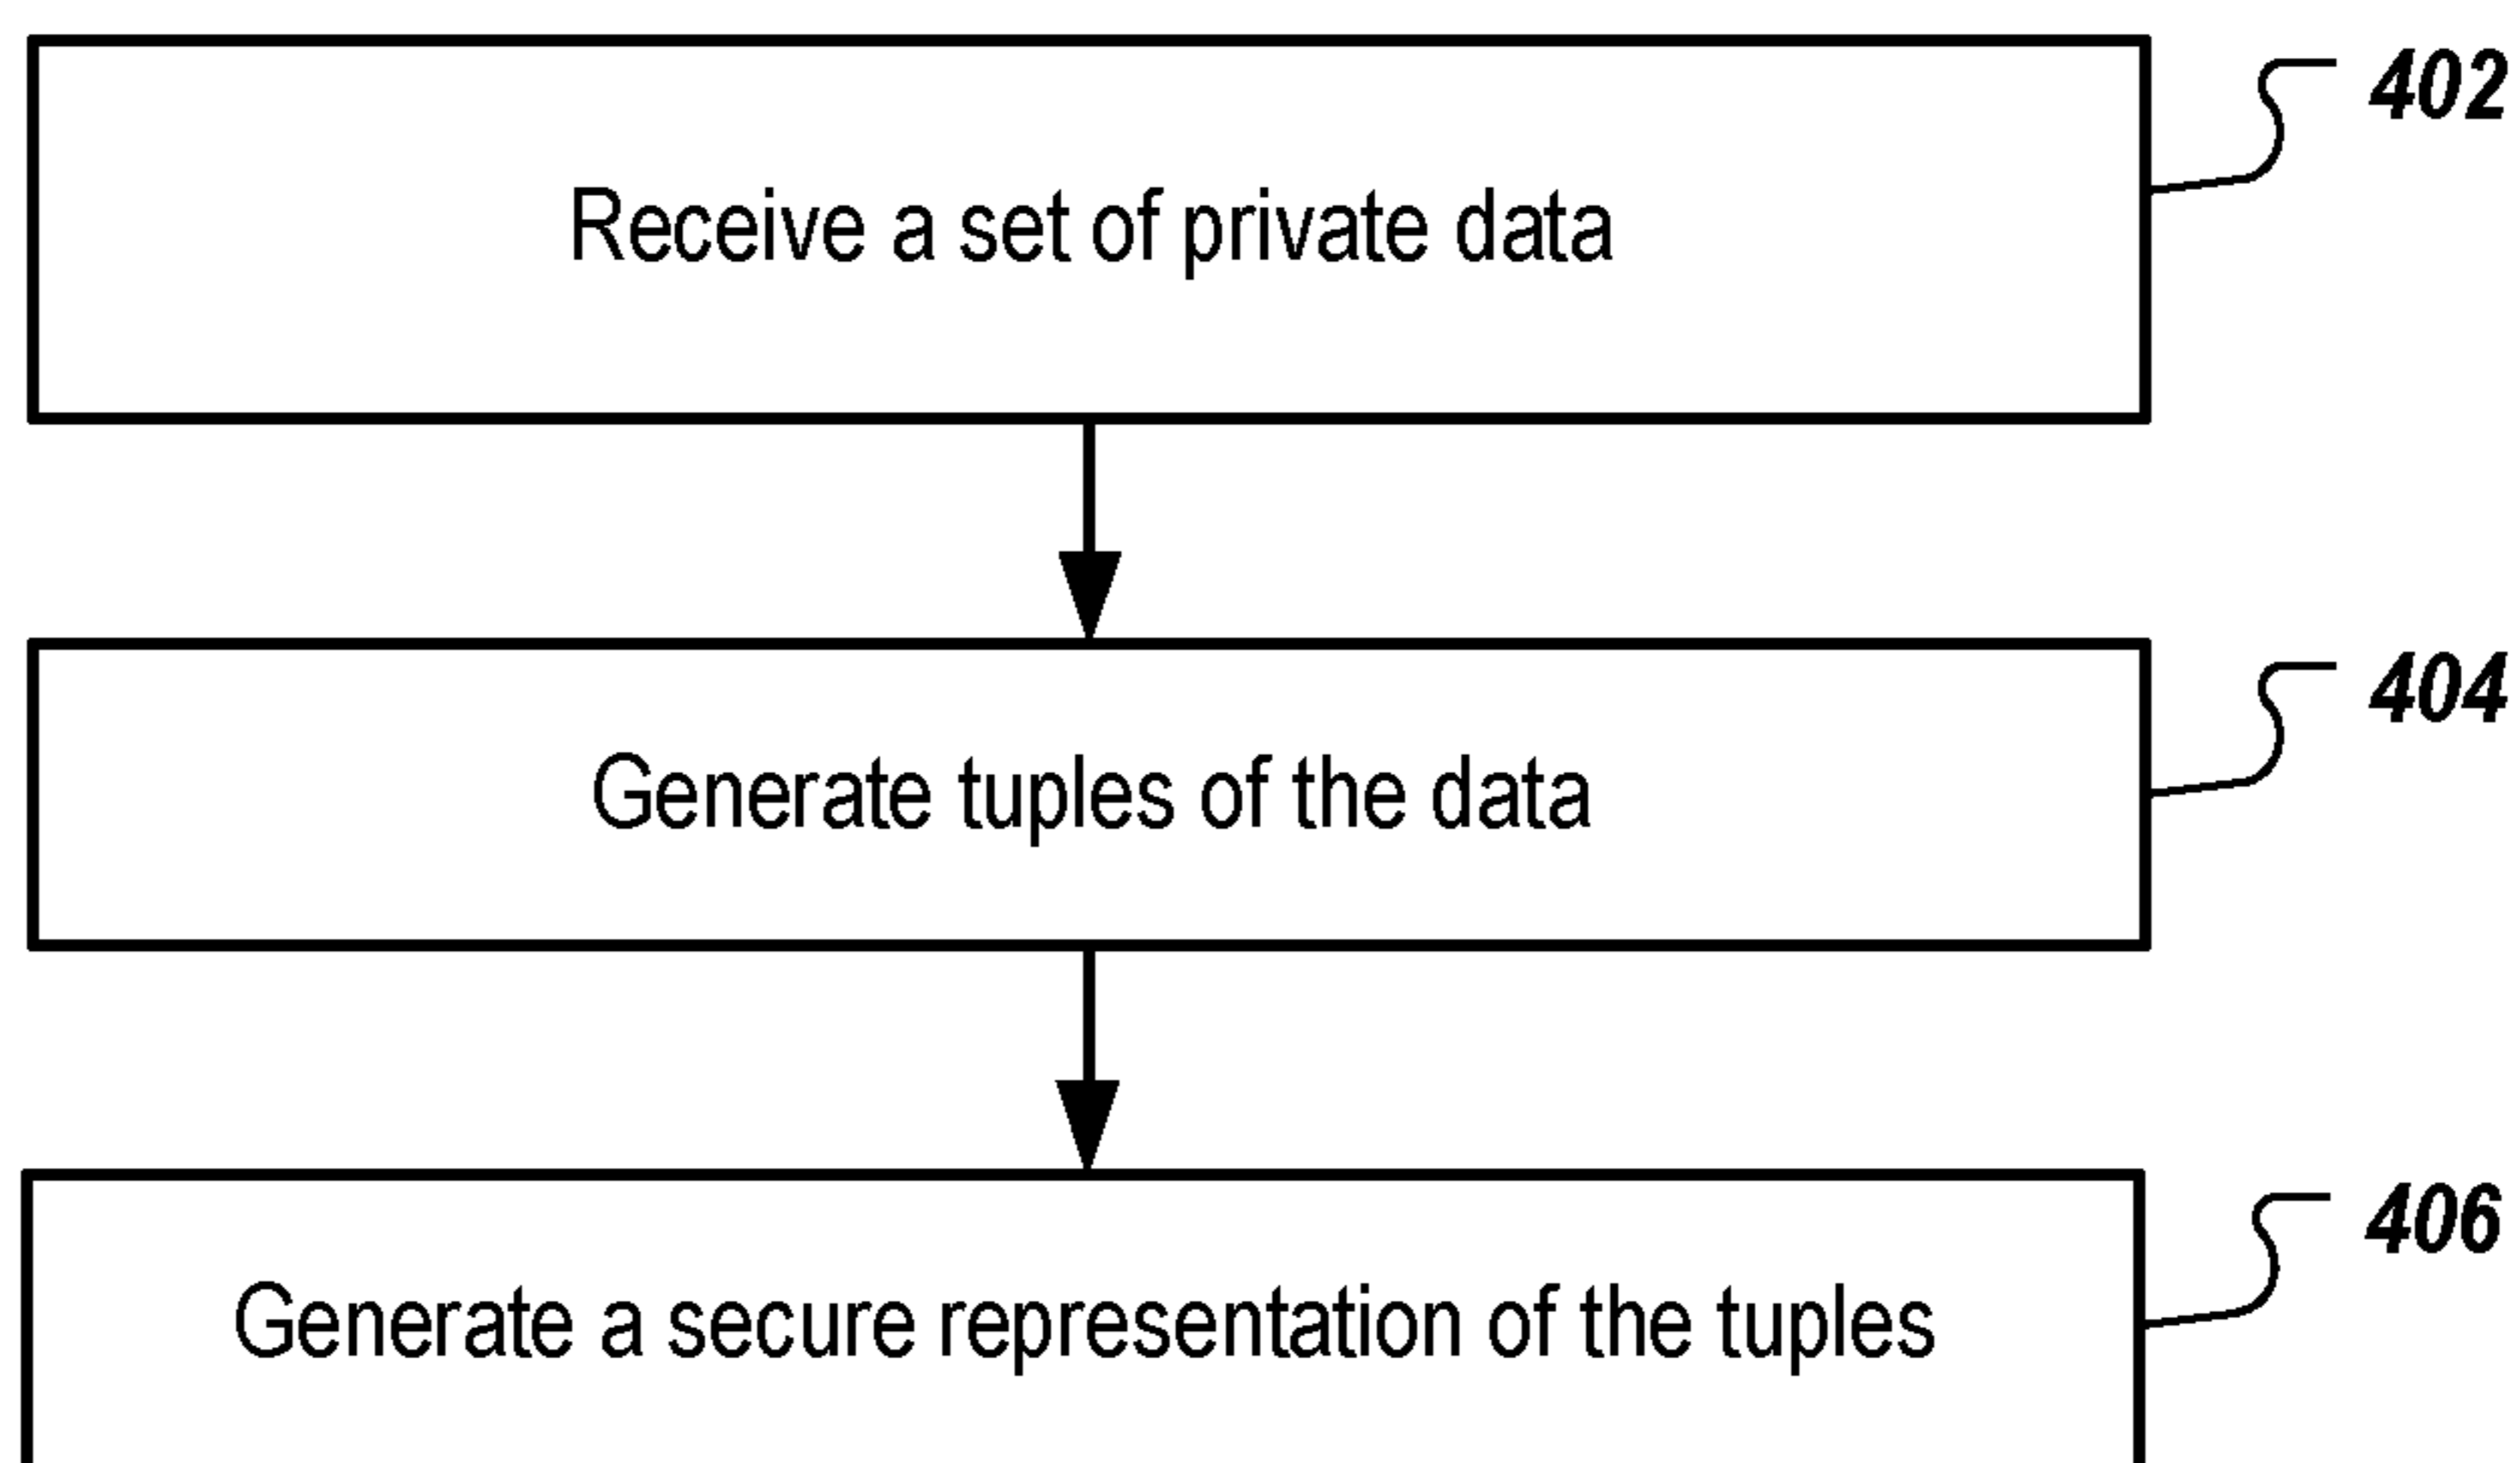 402
Receive a set of private data
404
Generate tuples of the data
406
Generate a secure representation of the tuples